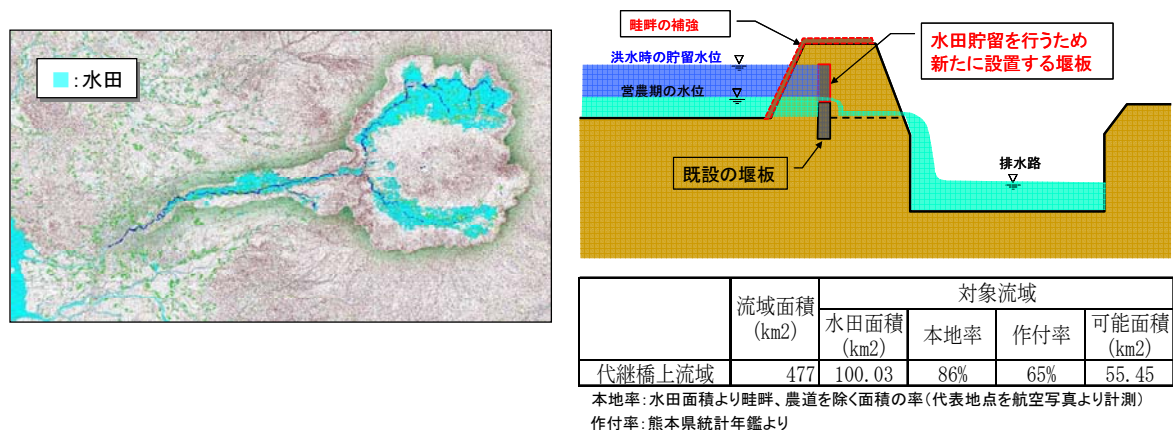 ：水田
畦畔の補強
洪水時の貯留水位
営農期の水位
水田貯留を行うため
新たに設置する堰板
既設の堰板
排水路
流域面積
(km2)
対象流域
水田面積
(km2)
本地率
作付率
可能面積
(km2)
代継橋上流域 477 100.03 86% 65% 55.45
本地率：水田面積より畦畔、農道を除く面積の率（代表地点を航空写真より計測）
作付率：熊本県統計年鑑より